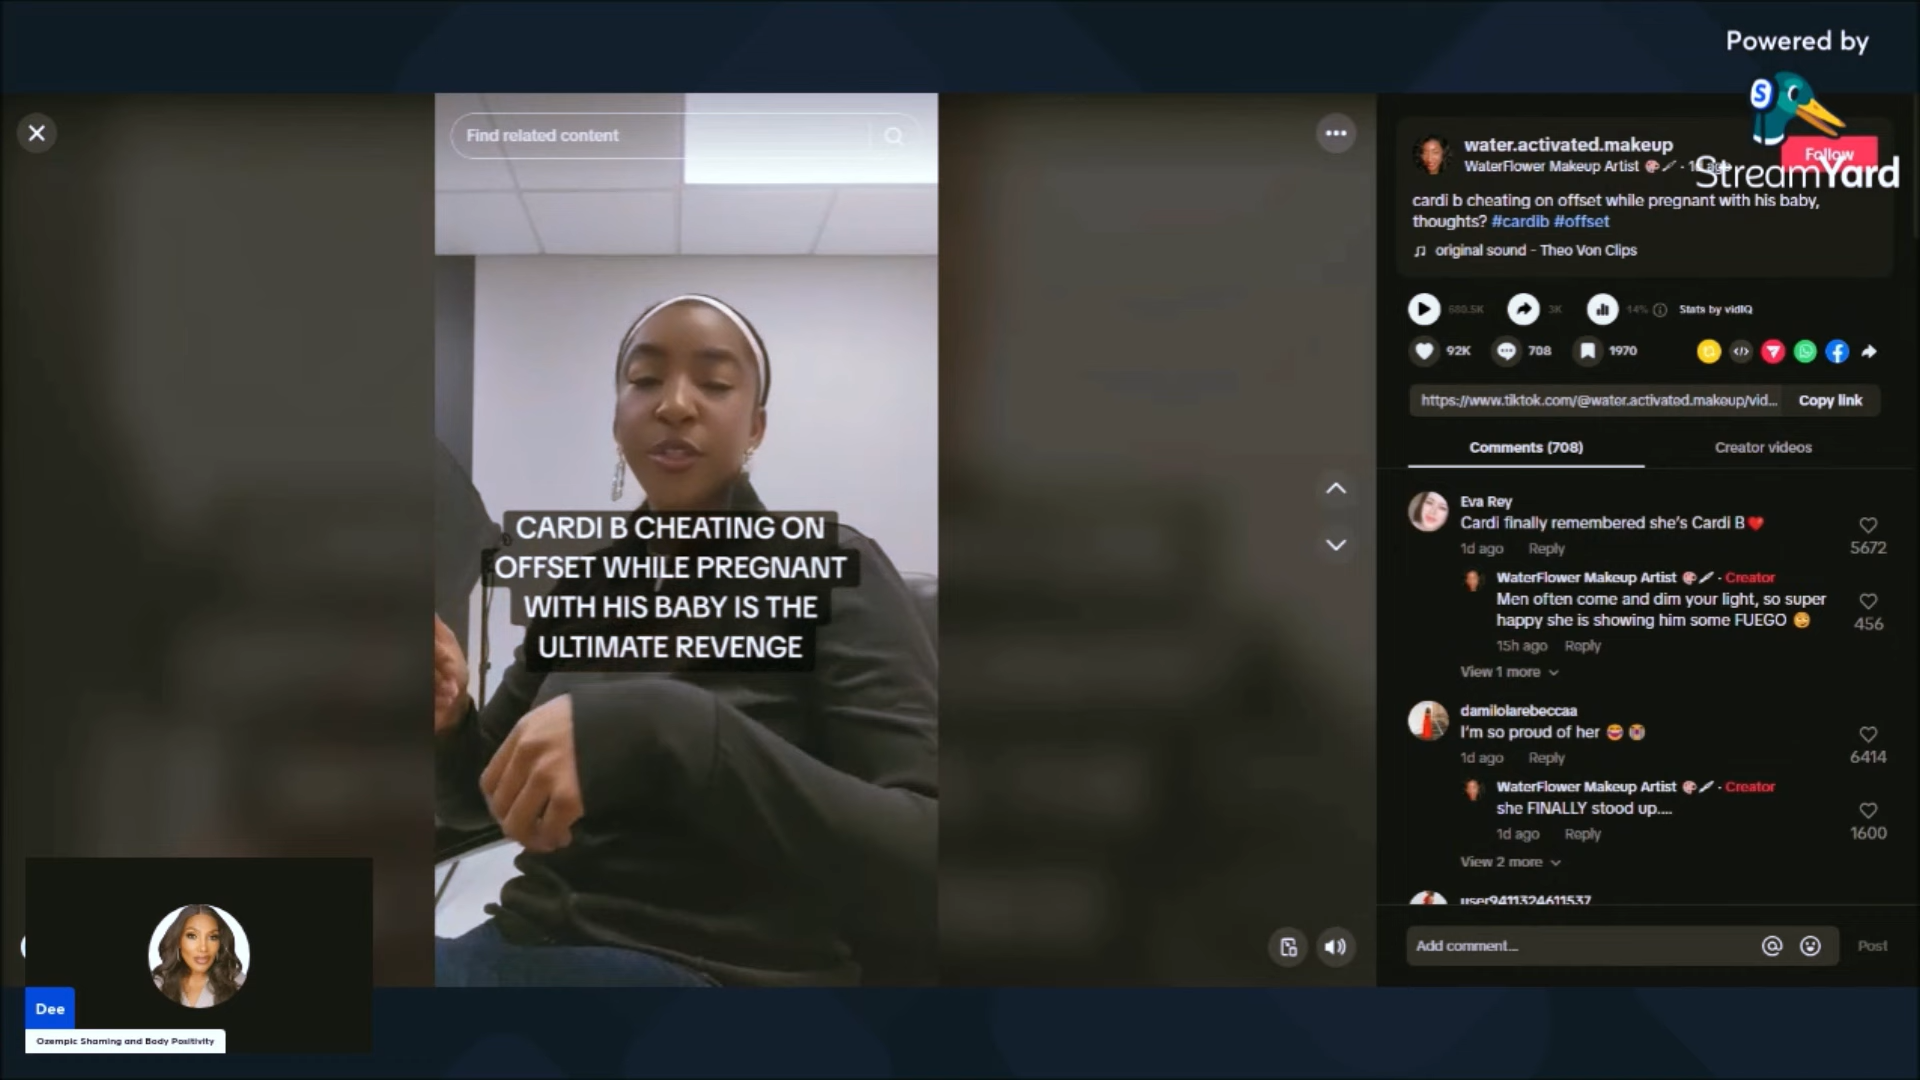 Powered by
StreamYard
Find related content
CARDI B CHEATING ON
OFFSET WHILE PREGNANT
WITH HIS BABY IS THE
ULTIMATE REVENGE
Dee
Ozempic Shaming and Body Positivity
water.activated.makeup
WaterFlower Makeup Artist
Follow
cardi b cheating on offset while pregnant with his baby,
thoughts? #cardib #offset
original sound - Theo Von Clips
680.5K
3K
14%
Stats by vidIQ
92K
708
1970
https://www.tiktok.com/@water.activated.makeup/vid...
Copy link
Comments (708)
Creator videos
Eva Rey
Cardi finally remembered she's Cardi B❤️
1d ago Reply
5672
WaterFlower Makeup Artist · Creator
Men often come and dim your light, so super
happy she is showing him some FUEGO
456
15h ago Reply
View 1 more
damilolarebeccaa
I'm so proud of her
6414
1d ago Reply
WaterFlower Makeup Artist · Creator
she FINALLY stood up....
1600
1d ago Reply
View 2 more
user9411324611537
Add comment...
Post